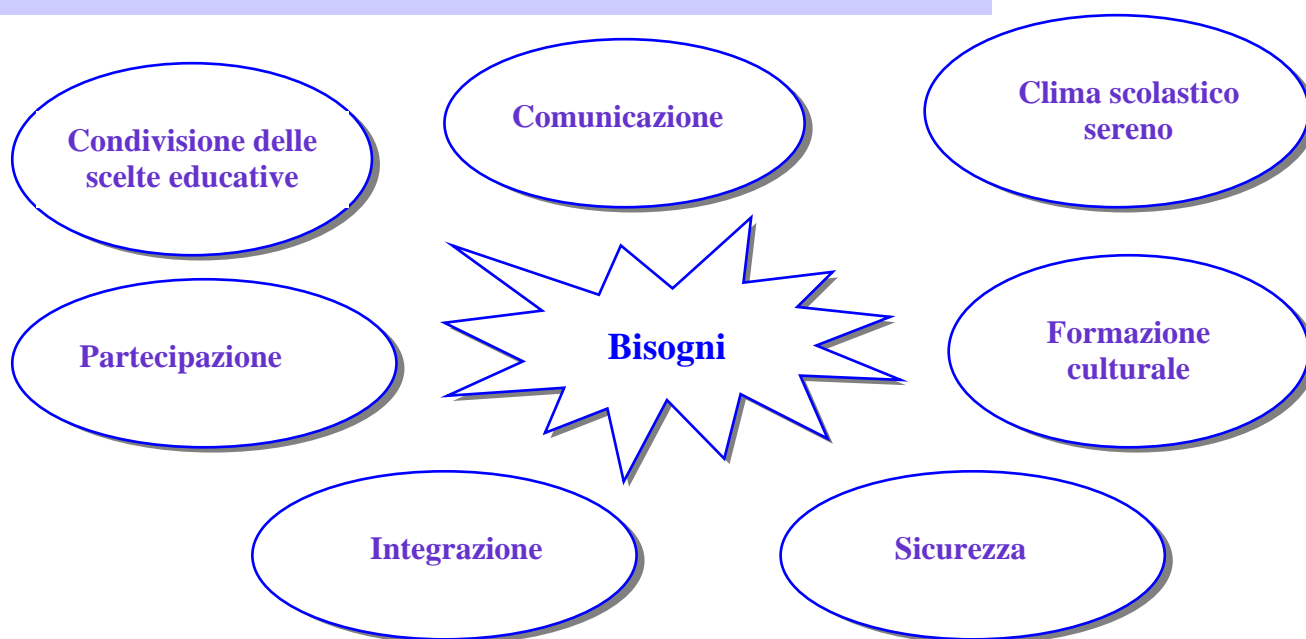 Condivisione delle
scelte educative
Comunicazione
Clima scolastico
sereno
Partecipazione
Bisogni
Formazione
culturale
Integrazione
Sicurezza